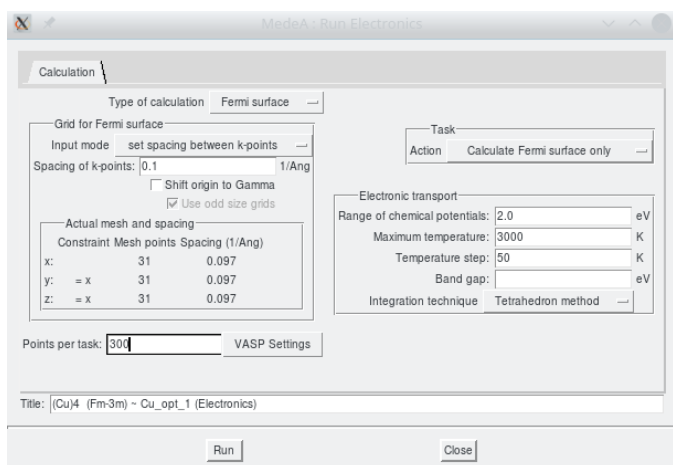 MedeA : Run Electronics
Calculation
Type of calculation Fermi surface
Grid for Fermi surface
Input mode set spacing between k-points
Spacing of k-points: 0.1 1/Ang
Shift origin to Gamma
Use odd size grids
Actual mesh and spacing
Constraint Mesh points Spacing (1/Ang)
x: 31 0.097
y: = x 31 0.097
z: = x 31 0.097
Task
Action Calculate Fermi surface only
Electronic transport
Range of chemical potentials: 2.0 eV
Maximum temperature: 3000 K
Temperature step: 50 K
Band gap: eV
Integration technique Tetrahedron method
Points per task: 300 VASP Settings
Title: (Cu)4 (Fm-3m) ~ Cu_opt_1 (Electronics)
Run Close